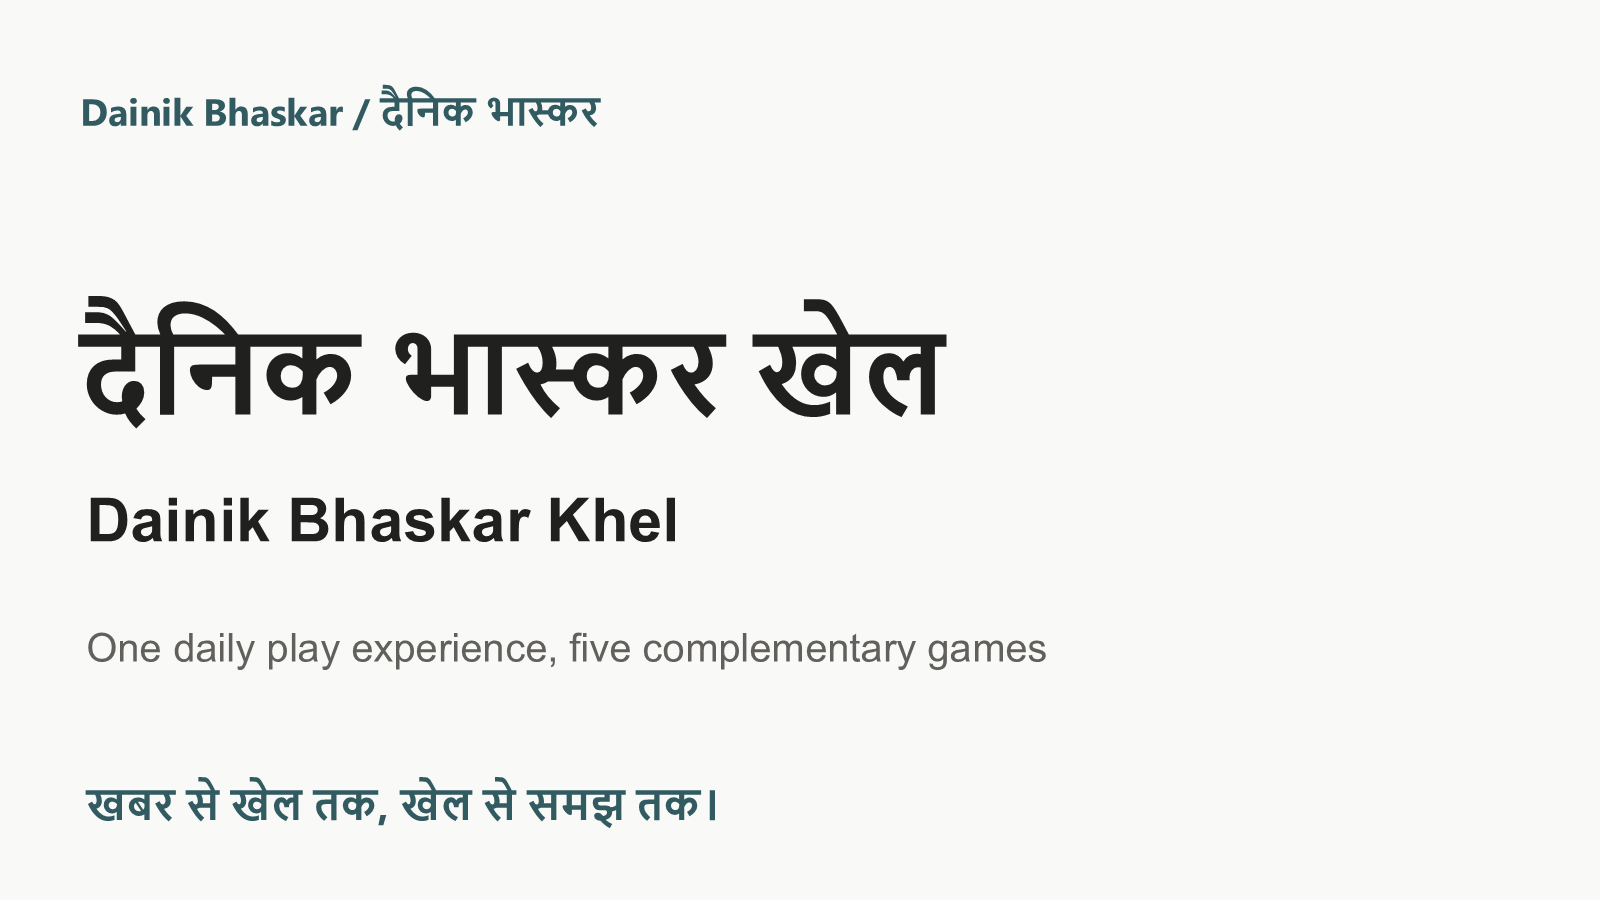 Dainik Bhaskar / दैनिक भास्कर
दैनिक भास्कर खेल
Dainik Bhaskar Khel
One daily play experience, five complementary games
खबर से खेल तक, खेल से समझ तक।